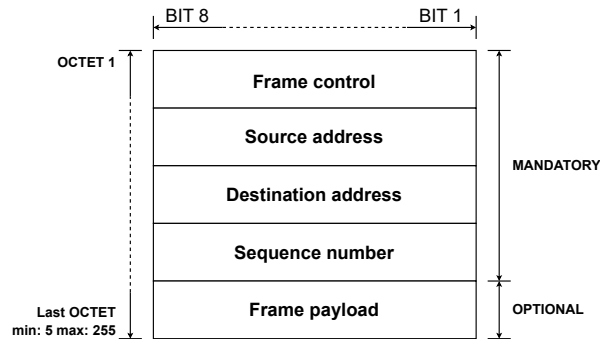 BIT 8 BIT 1
OCTET 1
Frame control
Source address
Destination address
MANDATORY
Sequence number
Last OCTET
min: 5 max: 255
Frame payload
OPTIONAL